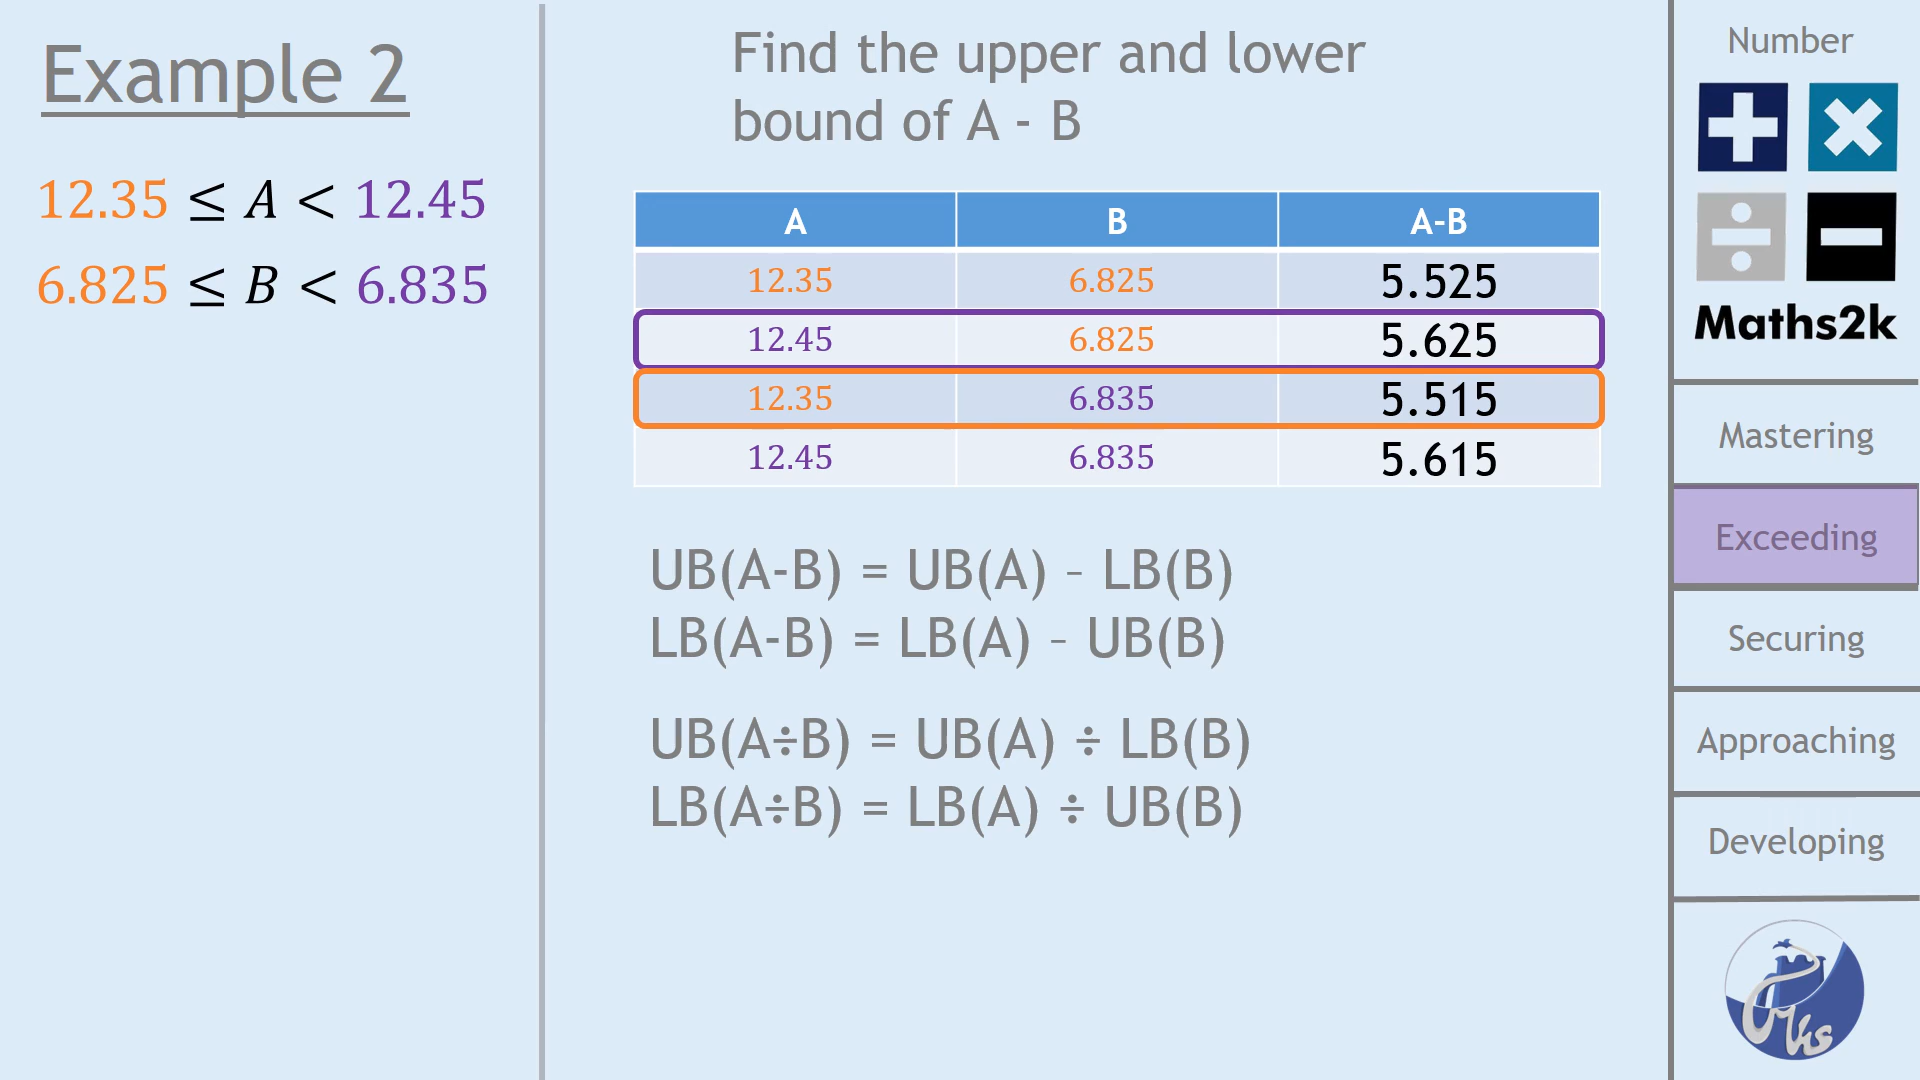 Example 2
12.35 ≤ A < 12.45
6.825 ≤ B < 6.835
Find the upper and lower
bound of A - B
A B A-B
12.35 6.825 5.525
12.45 6.825 5.625
12.35 6.835 5.515
12.45 6.835 5.615
UB(A-B) = UB(A) – LB(B)
LB(A-B) = LB(A) – UB(B)
UB(A÷B) = UB(A) ÷ LB(B)
LB(A÷B) = LB(A) ÷ UB(B)
Number
Maths2k
Mastering
Exceeding
Securing
Approaching
Developing